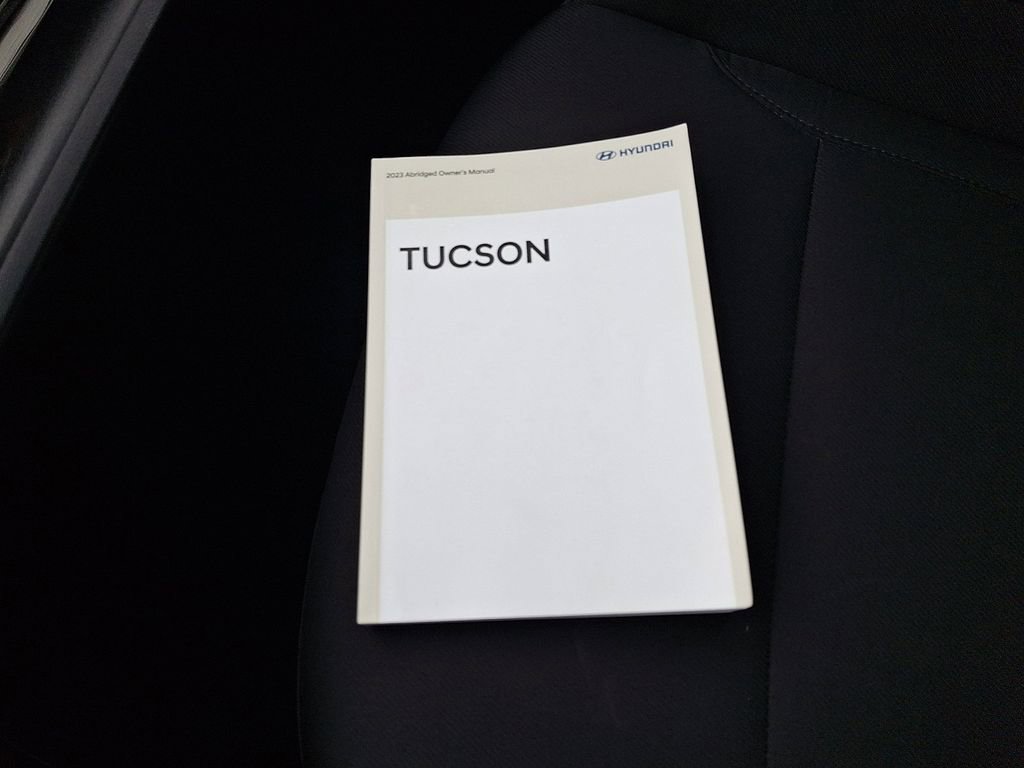 2023 Abridged Owner's Manual
HYUNDAI
TUCSON